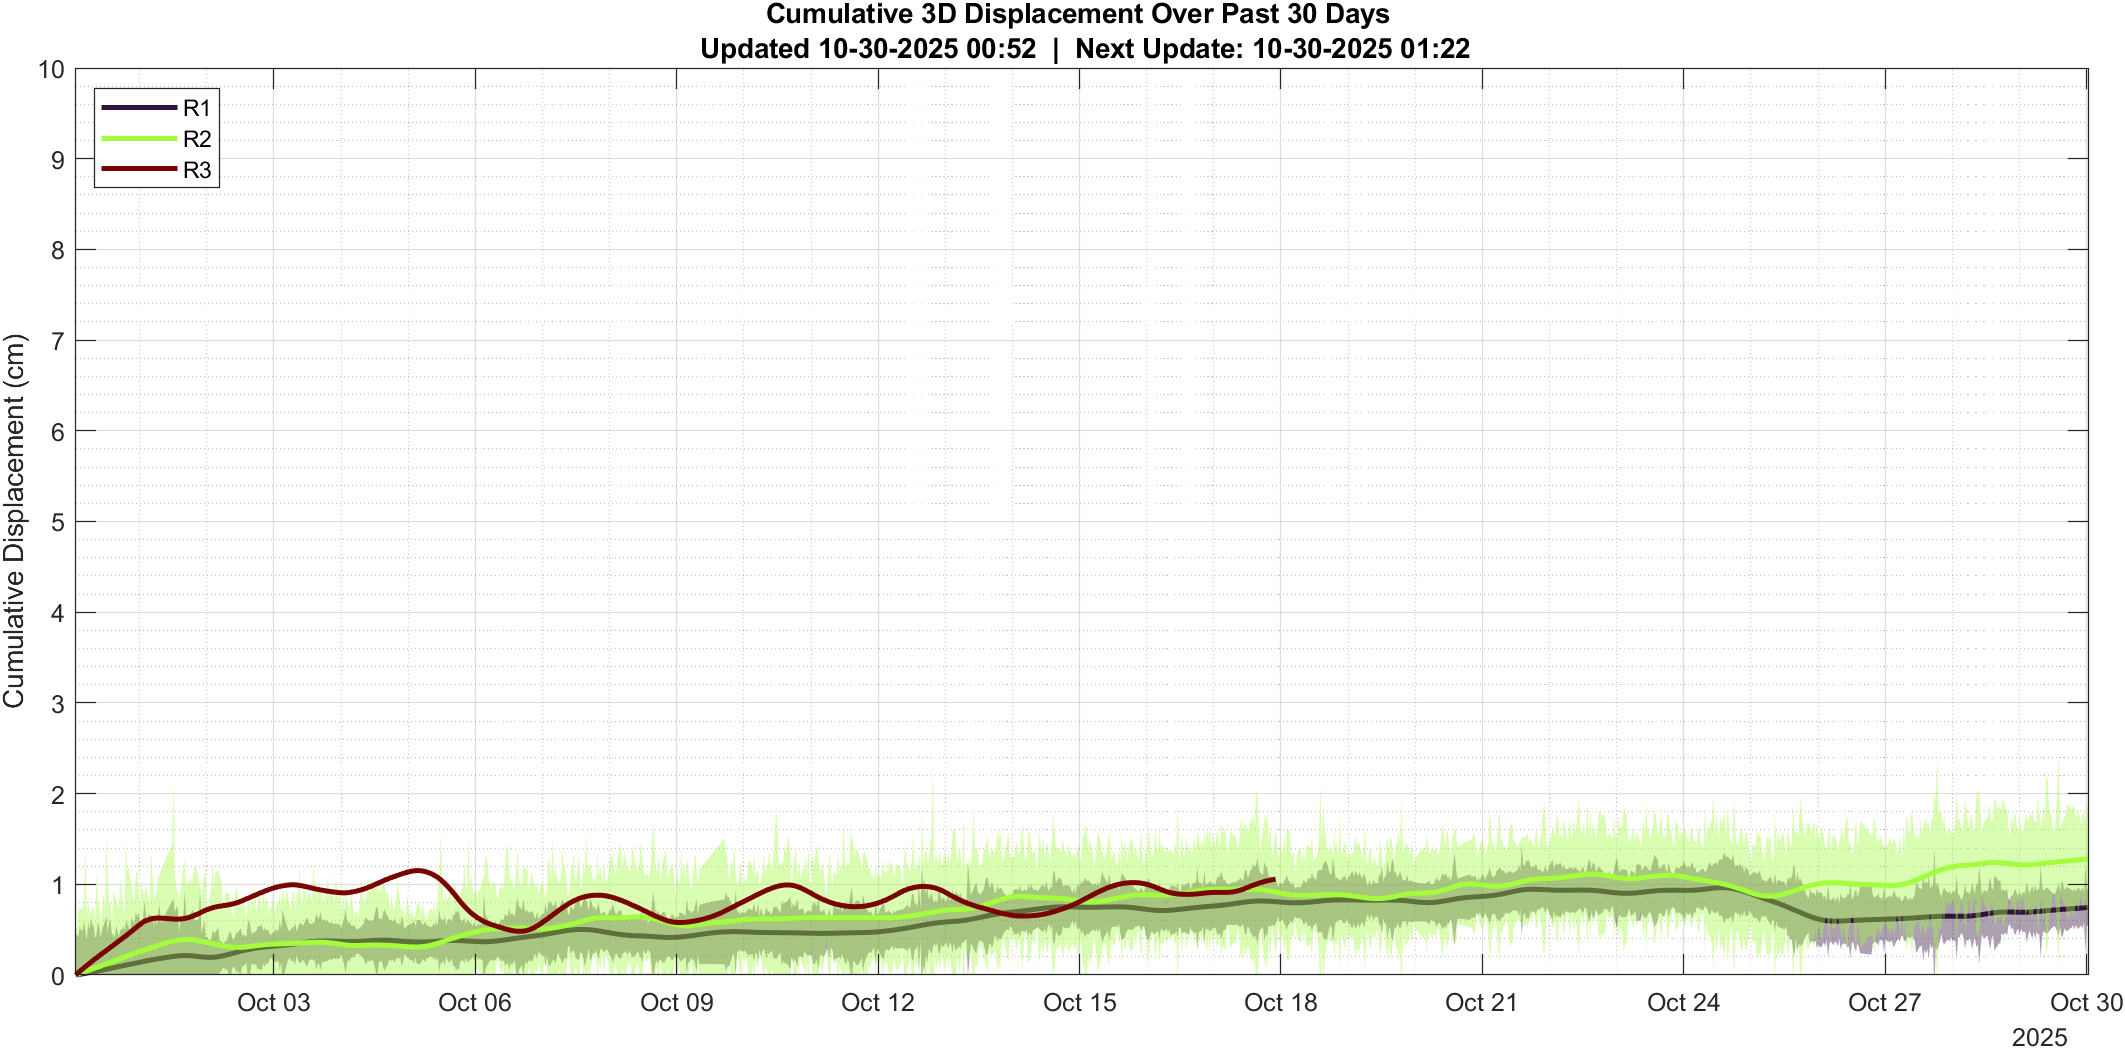 Cumulative 3D Displacement Over Past 30 Days
Updated 10-30-2025 00:52 | Next Update: 10-30-2025 01:22
R1
R2
R3
Cumulative Displacement (cm)
10
9
8
7
6
5
4
3
2
1
0
Oct 03
Oct 06
Oct 09
Oct 12
Oct 15
Oct 18
Oct 21
Oct 24
Oct 27
Oct 30
2025